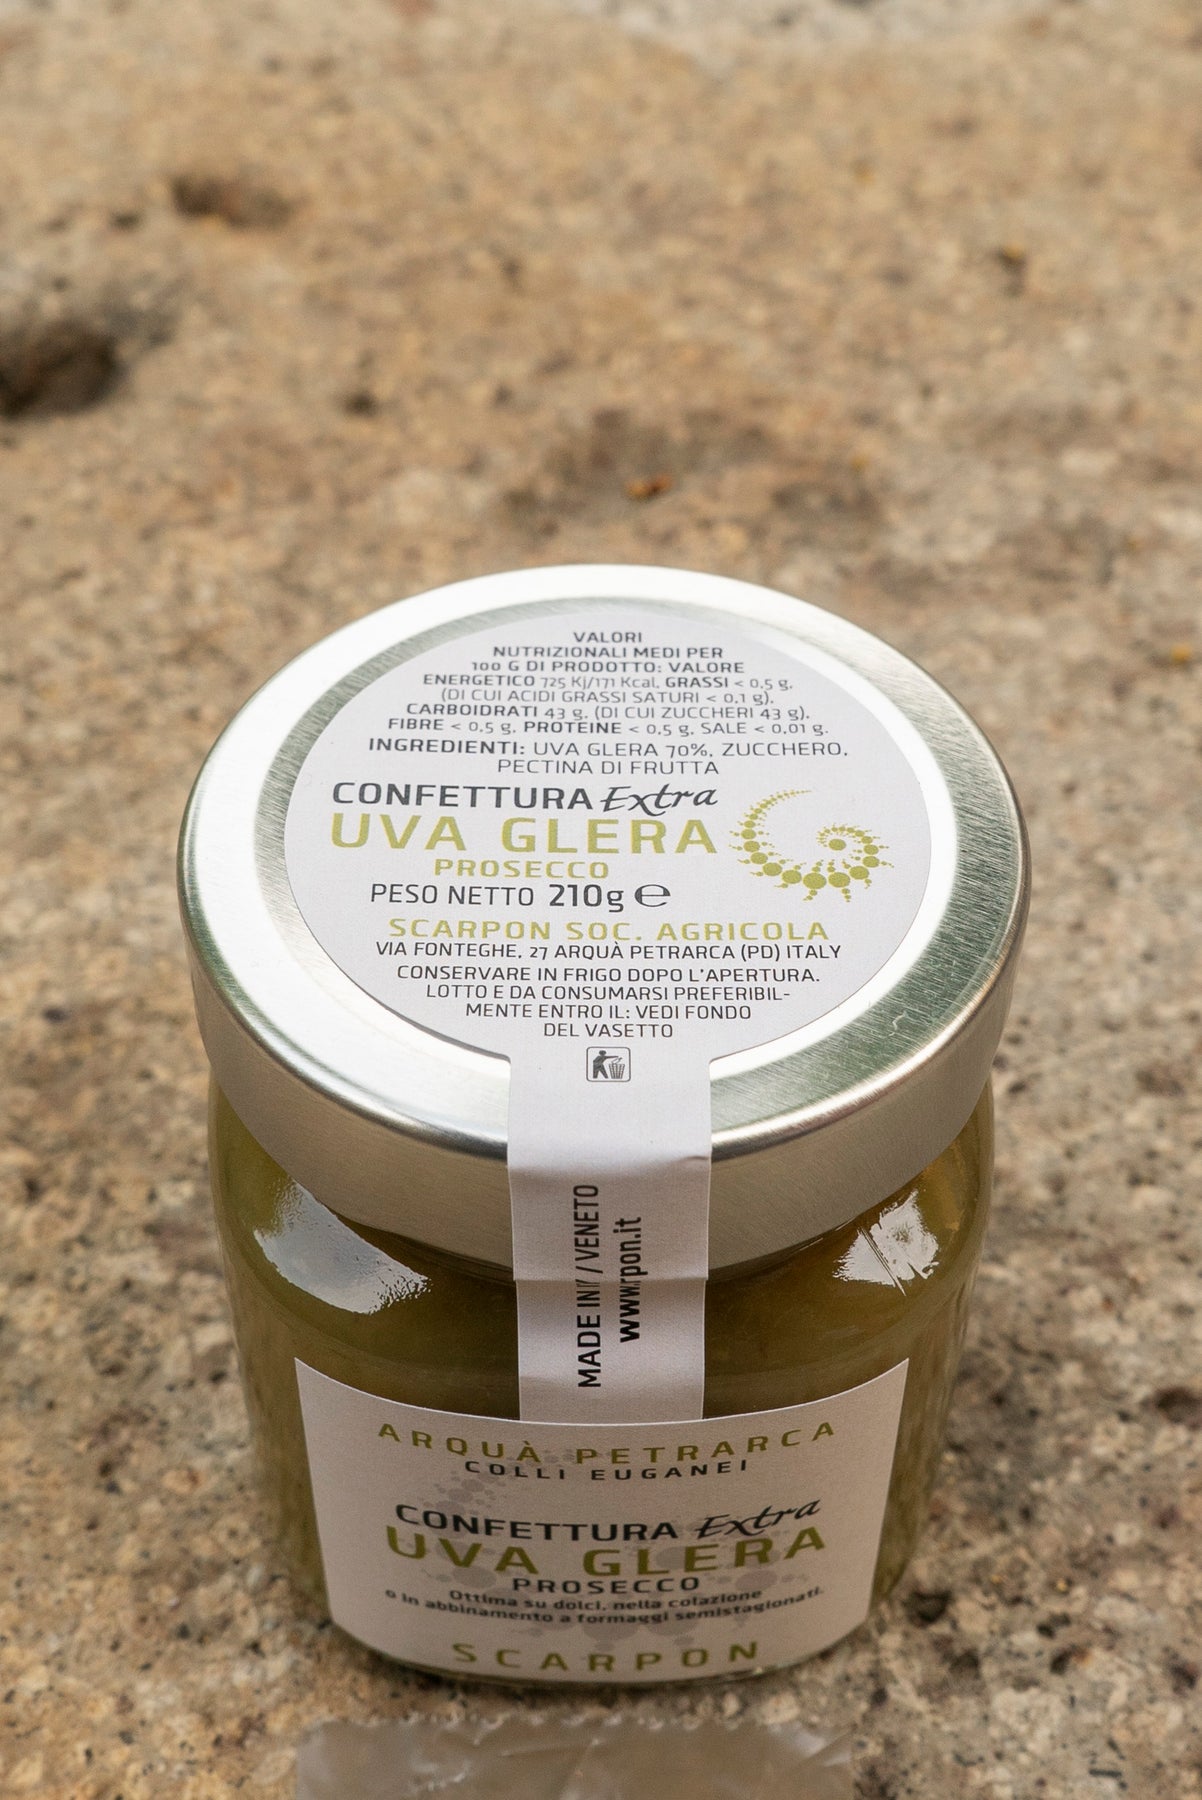 VALORI
NUTRIZIONALI MEDI PER
100 G DI PRODOTTO: VALORE
ENERGETICO 725 Kj/171 Kcal, GRASSI < 0,5 g,
(DI CUI ACIDI GRASSI SATURI < 0,1 g),
CARBOIDRATI 43 g, (DI CUI ZUCCHERI 43 g),
FIBRE < 0,5 g, PROTEINE < 0,5 g, SALE < 0,01 g.
INGREDIENTI: UVA GLERA 70%, ZUCCHERO,
PECTINA DI FRUTTA
CONFETTURA Extra
UVA GLERA
PROSECCO
PESO NETTO 210g ℮
SCARPON SOC. AGRICOLA
VIA FONTEGHE, 27 ARQUÀ PETRARCA (PD) ITALY
CONSERVARE IN FRIGO DOPO L'APERTURA.
LOTTO E DA CONSUMARSI PREFERIBIL-
MENTE ENTRO IL: VEDI FONDO
DEL VASETTO
MADE IN / VENETO
ARQUÀ PETRARCA
COLLI EUGANEI
CONFETTURA Extra
UVA GLERA
PROSECCO
Ottima su dolci, nella colazione
o in abbinamento a formaggi semistagionati.
SCARPON